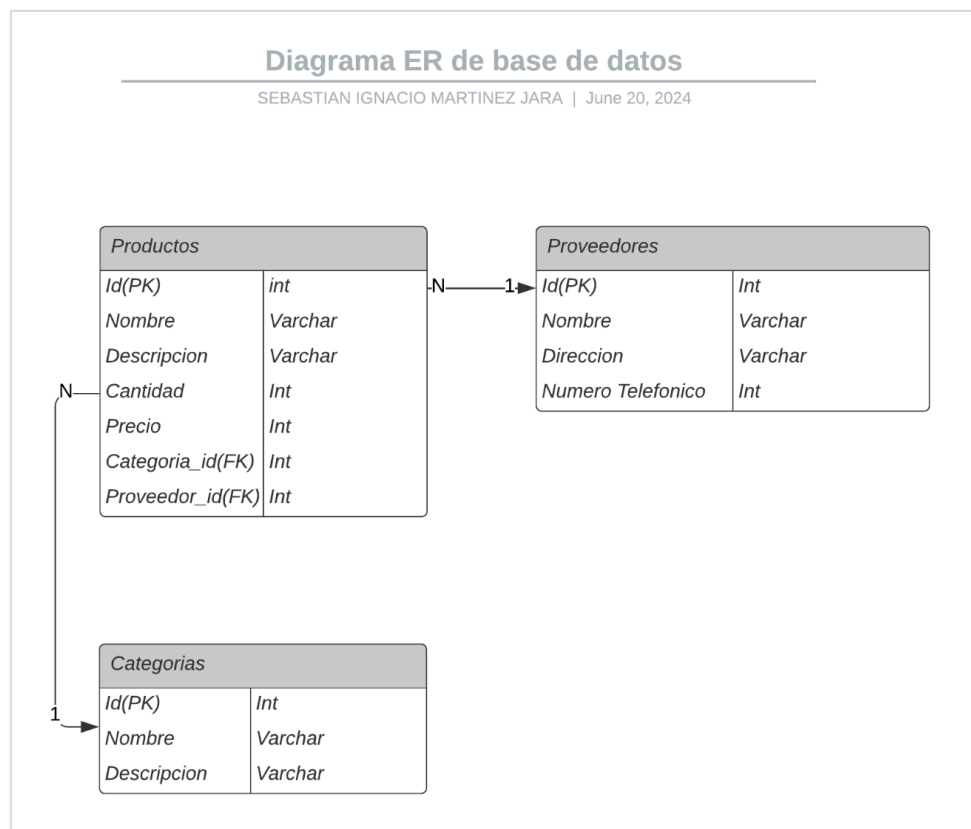 Diagrama ER de base de datos
SEBASTIAN IGNACIO MARTINEZ JARA | June 20, 2024
Productos
Id(PK) int
Nombre Varchar
Descripcion Varchar
Cantidad Int
Precio Int
Categoria_id(FK) Int
Proveedor_id(FK) Int
N 1
Proveedores
Id(PK) Int
Nombre Varchar
Direccion Varchar
Numero Telefonico Int
N
1
Categorias
Id(PK) Int
Nombre Varchar
Descripcion Varchar